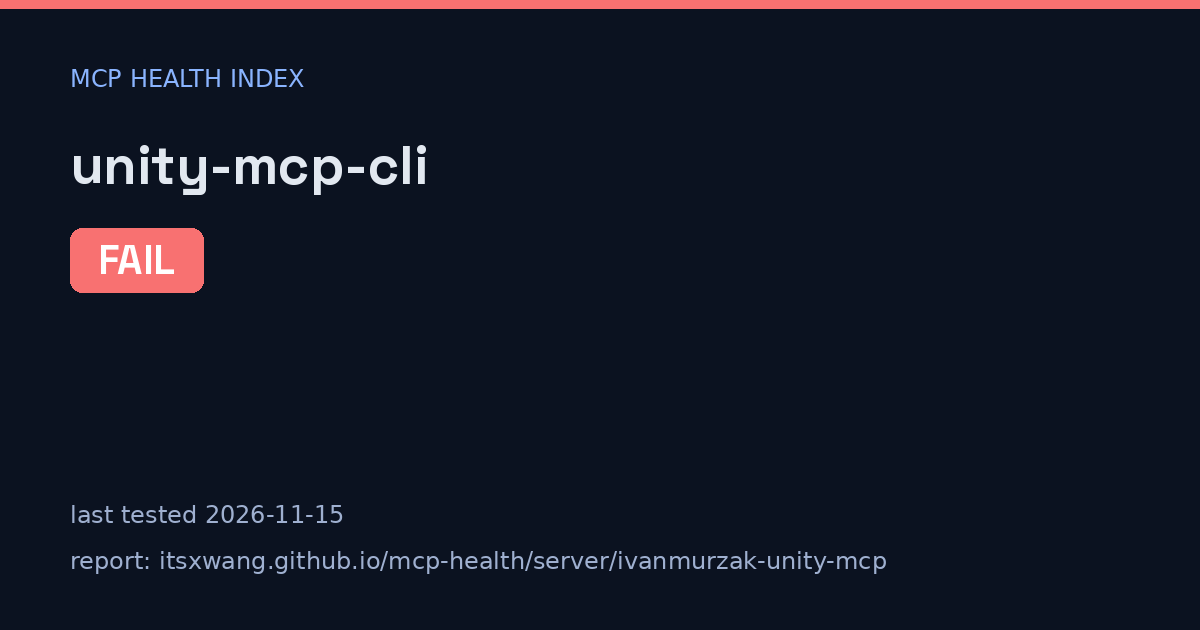 MCP HEALTH INDEX
unity-mcp-cli
FAIL
last tested 2026-11-15
report: itsxwang.github.io/mcp-health/server/ivanmurzak-unity-mcp